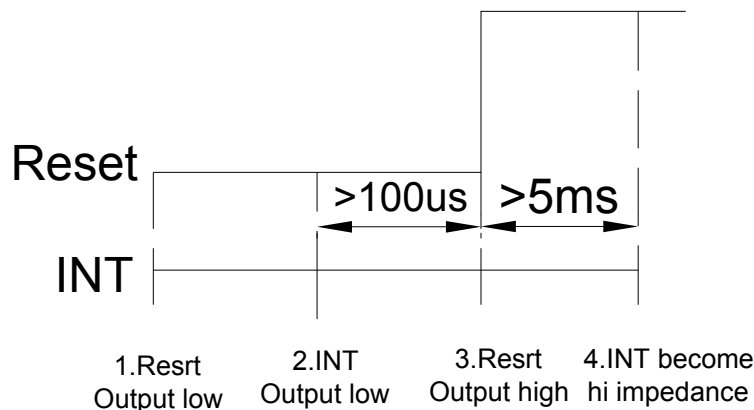 Reset
>100us
>5ms
INT
1.Resrt
Output low
2.INT
Output low
3.Resrt
Output high
4.INT become
hi impedance